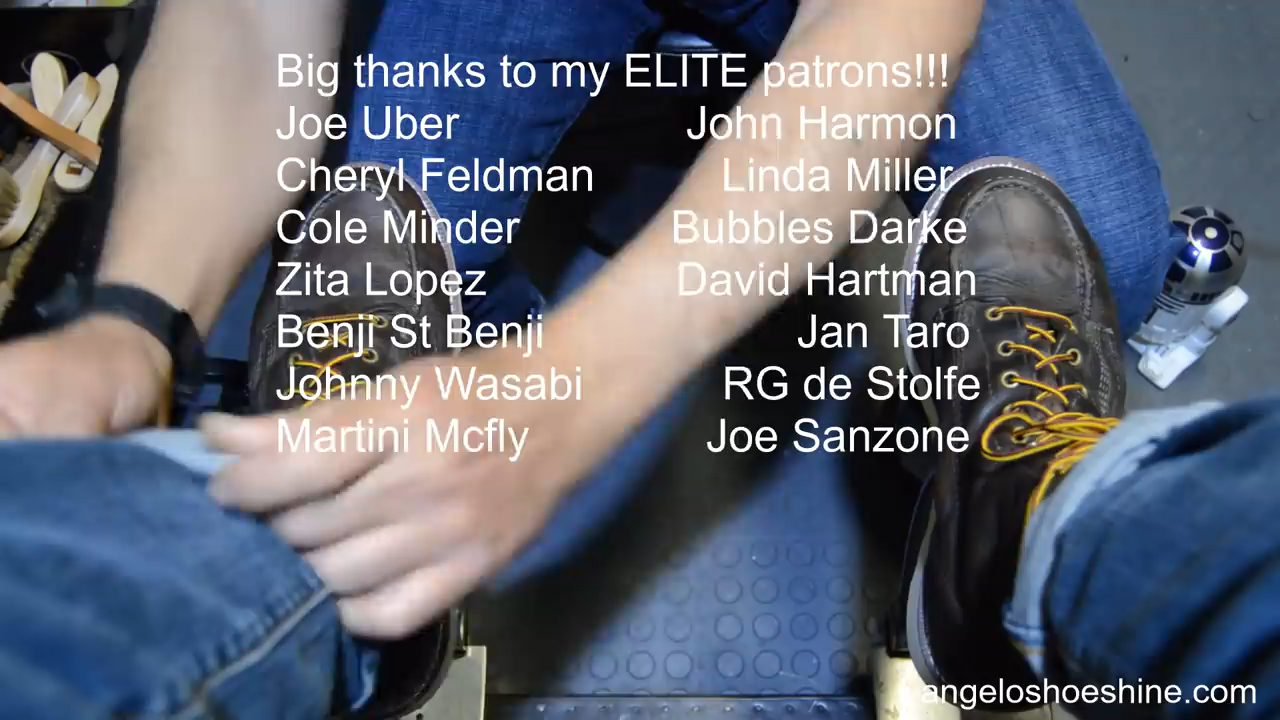 Big thanks to my ELITE patrons!!!
Joe Uber John Harmon
Cheryl Feldman Linda Miller
Cole Minder Bubbles Darke
Zita Lopez David Hartman
Benji St Benji Jan Taro
Johnny Wasabi RG de Stolfe
Martini Mcfly Joe Sanzone
angeloshoeshine.com